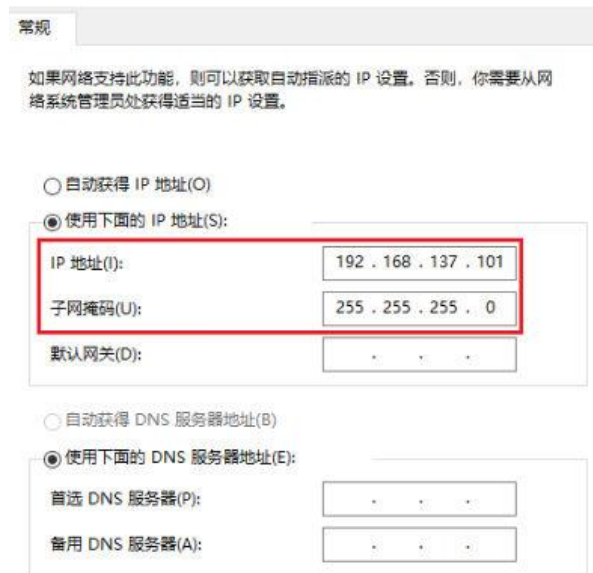 常规
如果网络支持此功能，则可以获取自动指派的 IP 设置。否则，你需要从网
络系统管理员处获得适当的 IP 设置。
自动获得 IP 地址(O)
使用下面的 IP 地址(S):
IP 地址(I): 192 . 168 . 137 . 101
子网掩码(U): 255 . 255 . 255 . 0
默认网关(D): . . .
自动获得 DNS 服务器地址(B)
使用下面的 DNS 服务器地址(E):
首选 DNS 服务器(P): . . .
备用 DNS 服务器(A): . . .